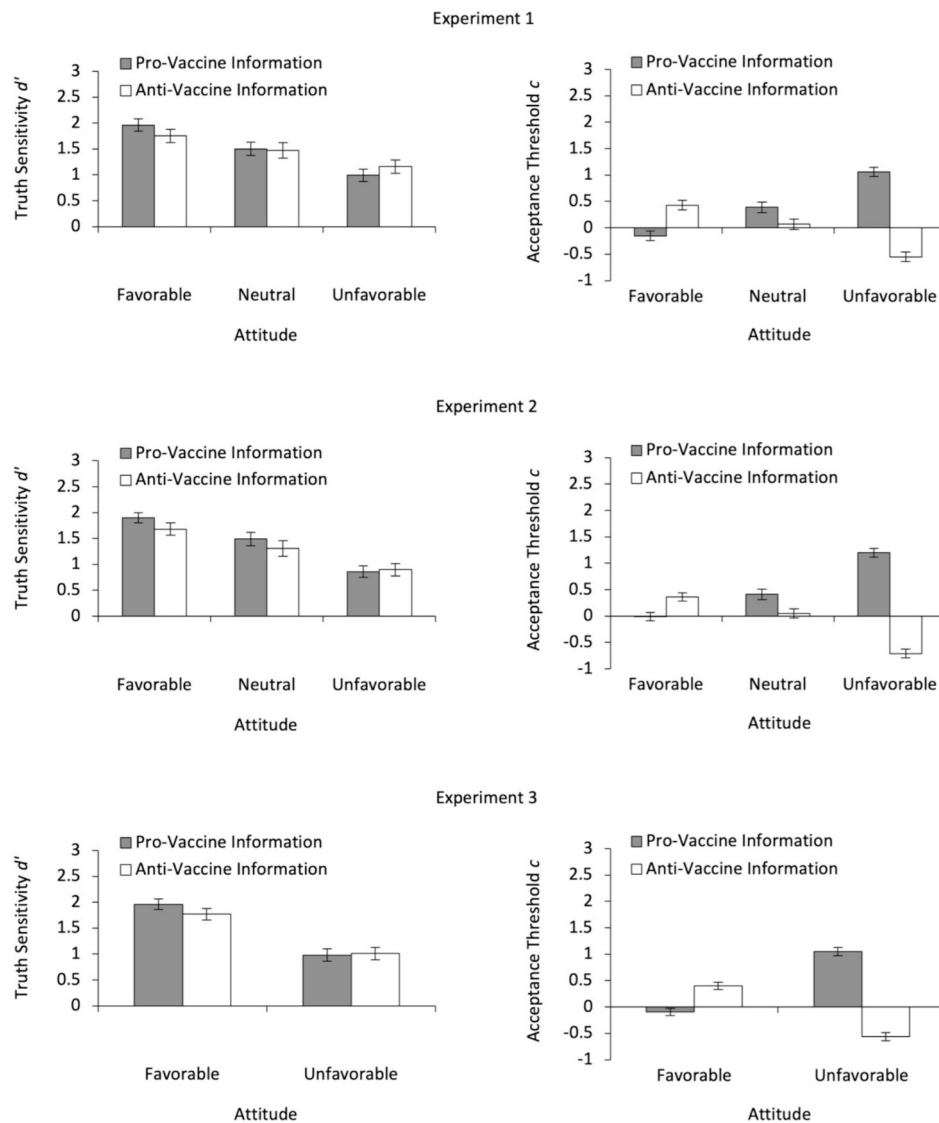 Experiment 1
Truth Sensitivity d'
Pro-Vaccine Information
Anti-Vaccine Information
3
2.5
2
1.5
1
0.5
0
Favorable Neutral Unfavorable
Attitude
Acceptance Threshold c
Pro-Vaccine Information
Anti-Vaccine Information
3
2.5
2
1.5
1
0.5
0
-0.5
-1
Favorable Neutral Unfavorable
Attitude
Experiment 2
Truth Sensitivity d'
Pro-Vaccine Information
Anti-Vaccine Information
3
2.5
2
1.5
1
0.5
0
Favorable Neutral Unfavorable
Attitude
Acceptance Threshold c
Pro-Vaccine Information
Anti-Vaccine Information
3
2.5
2
1.5
1
0.5
0
-0.5
-1
Favorable Neutral Unfavorable
Attitude
Experiment 3
Truth Sensitivity d'
Pro-Vaccine Information
Anti-Vaccine Information
3
2.5
2
1.5
1
0.5
0
Favorable Unfavorable
Attitude
Acceptance Threshold c
Pro-Vaccine Information
Anti-Vaccine Information
3
2.5
2
1.5
1
0.5
0
-0.5
-1
Favorable Unfavorable
Attitude